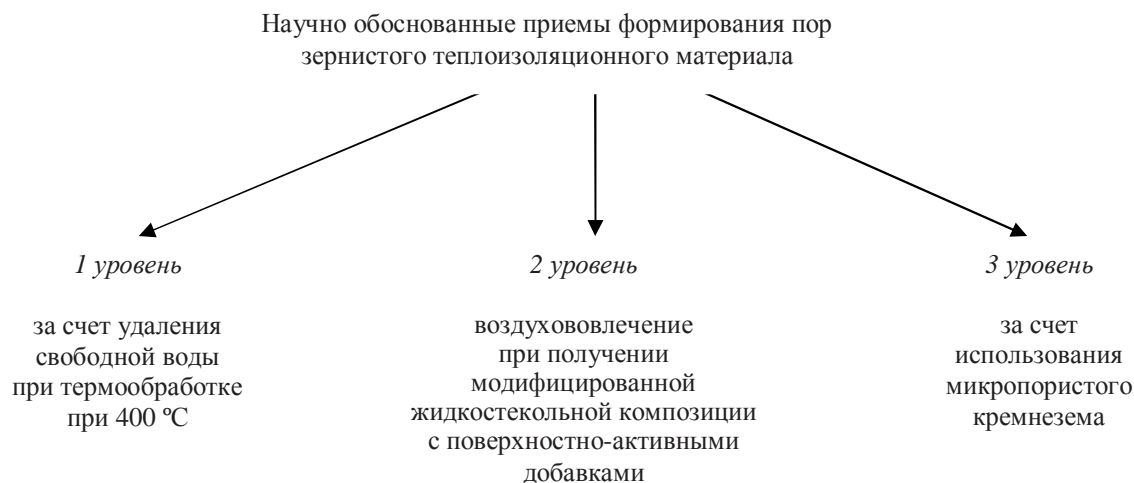 Научно обоснованные приемы формирования пор
зернистого теплоизоляционного материала
1 уровень
за счет удаления
свободной воды
при термообработке
при 400 ºС
2 уровень
воздухововлечение
при получении
модифицированной
жидкостекольной композиции
с поверхностно-активными
добавками
3 уровень
за счет
использования
микропористого
кремнезема